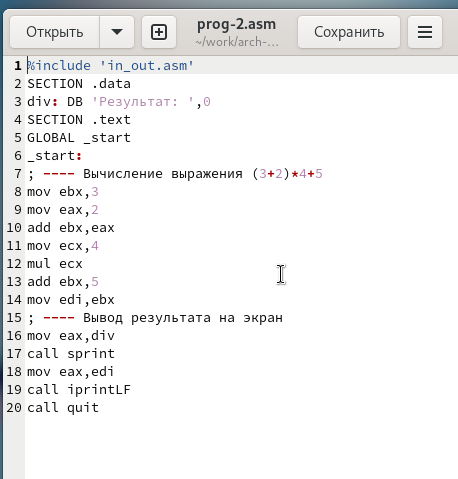 Открыть
prog-2.asm
~/work/arch-...
Сохранить
1 %include 'in_out.asm'
2 SECTION .data
3 div: DB 'Результат: ',0
4 SECTION .text
5 GLOBAL _start
6 _start:
7 ; ---- Вычисление выражения (3+2)*4+5
8 mov ebx,3
9 mov eax,2
10 add ebx,eax
11 mov ecx,4
12 mul ecx
13 add ebx,5
14 mov edi,ebx
15 ; ---- Вывод результата на экран
16 mov eax,div
17 call sprint
18 mov eax,edi
19 call iprintLF
20 call quit